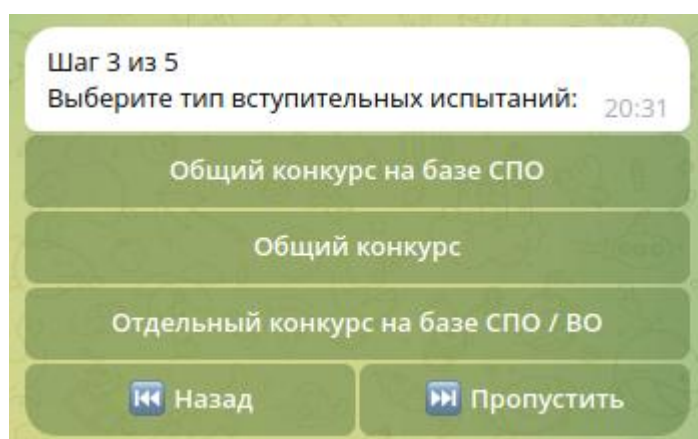 Шаг 3 из 5
Выберите тип вступительных испытаний:
20:31
Общий конкурс на базе СПО
Общий конкурс
Отдельный конкурс на базе СПО / ВО
⏮ Назад
⏭ Пропустить